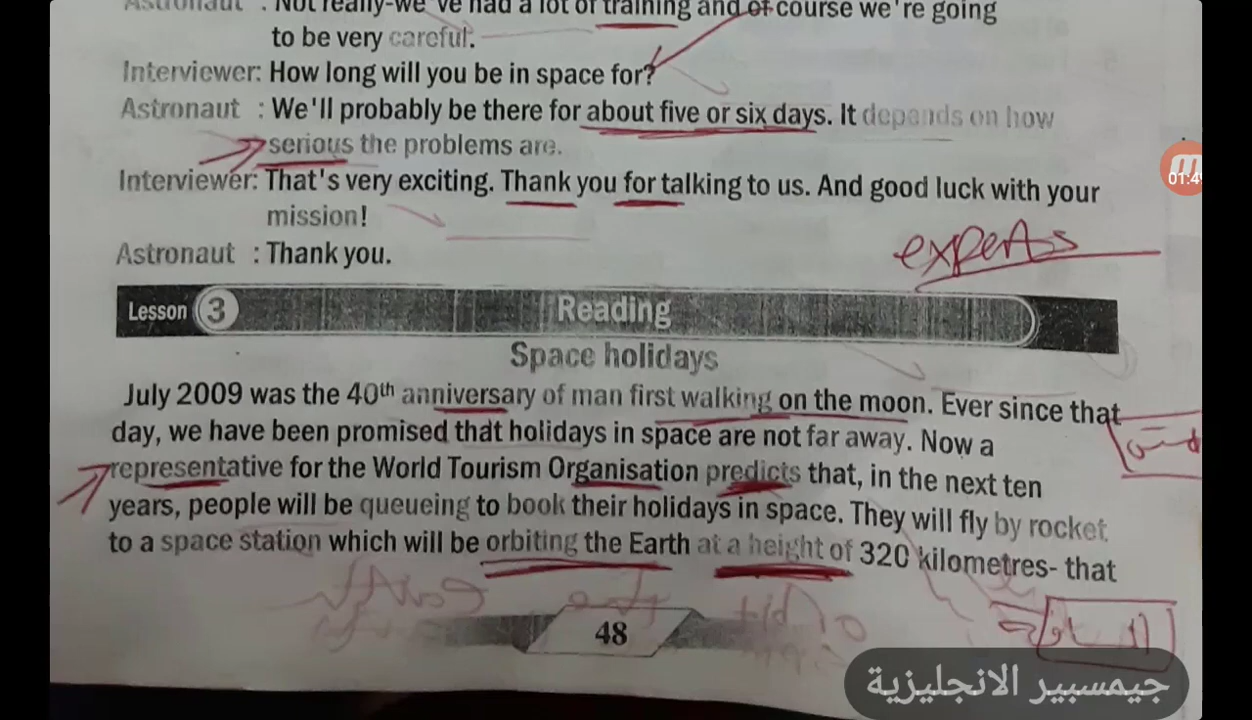 Astronaut : Not really-we've had a lot of training and of course we're going
to be very careful.
Interviewer: How long will you be in space for?
Astronaut : We'll probably be there for about five or six days. It depends on how
serious the problems are.
Interviewer: That's very exciting. Thank you for talking to us. And good luck with your
mission!
experts
Astronaut : Thank you.
Lesson 3 Reading
Space holidays
July 2009 was the 40th anniversary of man first walking on the moon. Ever since that
day, we have been promised that holidays in space are not far away. Now a
representative for the World Tourism Organisation predicts that, in the next ten
years, people will be queueing to book their holidays in space. They will fly by rocket
to a space station which will be orbiting the Earth at a height of 320 kilometres- that
48
جيمسبير الانجليزية
01:4